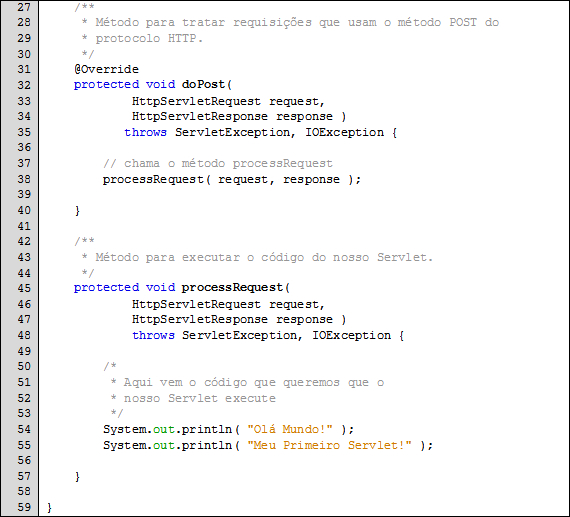 27     /**
28      * Método para tratar requisições que usam o método POST do
29      * protocolo HTTP.
30      */
31     @Override
32     protected void doPost(
33             HttpServletRequest request,
34             HttpServletResponse response )
35            throws ServletException, IOException {
36
37         // chama o método processRequest
38         processRequest( request, response );
39
40     }
41
42     /**
43      * Método para executar o código do nosso Servlet.
44      */
45     protected void processRequest(
46             HttpServletRequest request,
47             HttpServletResponse response )
48             throws ServletException, IOException {
49
50         /*
51          * Aqui vem o código que queremos que o
52          * nosso Servlet execute
53          */
54         System.out.println( "Olá Mundo!" );
55         System.out.println( "Meu Primeiro Servlet!" );
56
57     }
58
59 }